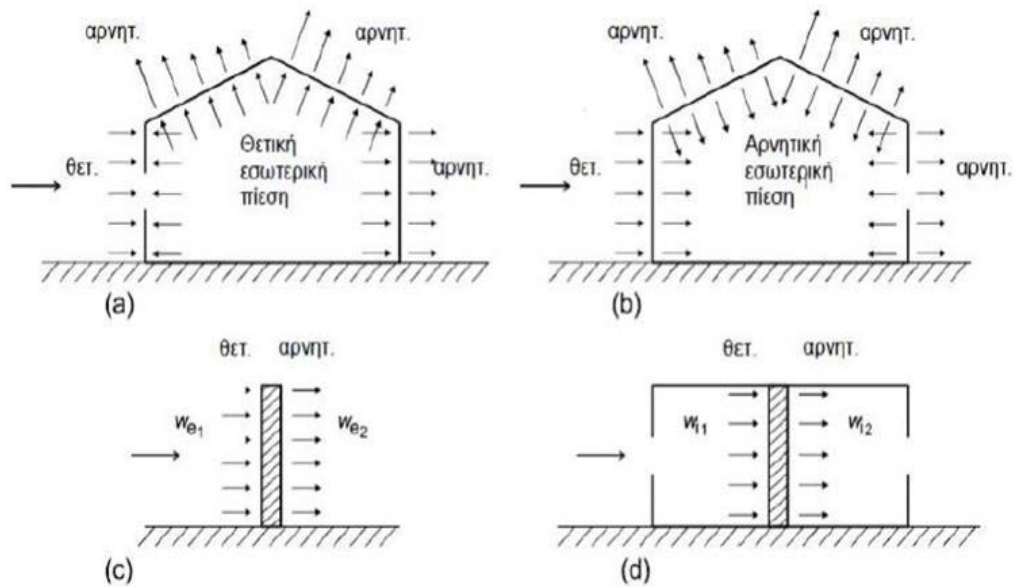 αρνητ.
αρνητ.
θετ.
Θετική
εσωτερική
πίεση
αρνητ.
(a)
αρνητ.
αρνητ.
θετ.
Αρνητική
εσωτερική
πίεση
αρνητ.
(b)
θετ. αρνητ.
we1 we2
(c)
θετ. αρνητ.
wi1 wi2
(d)